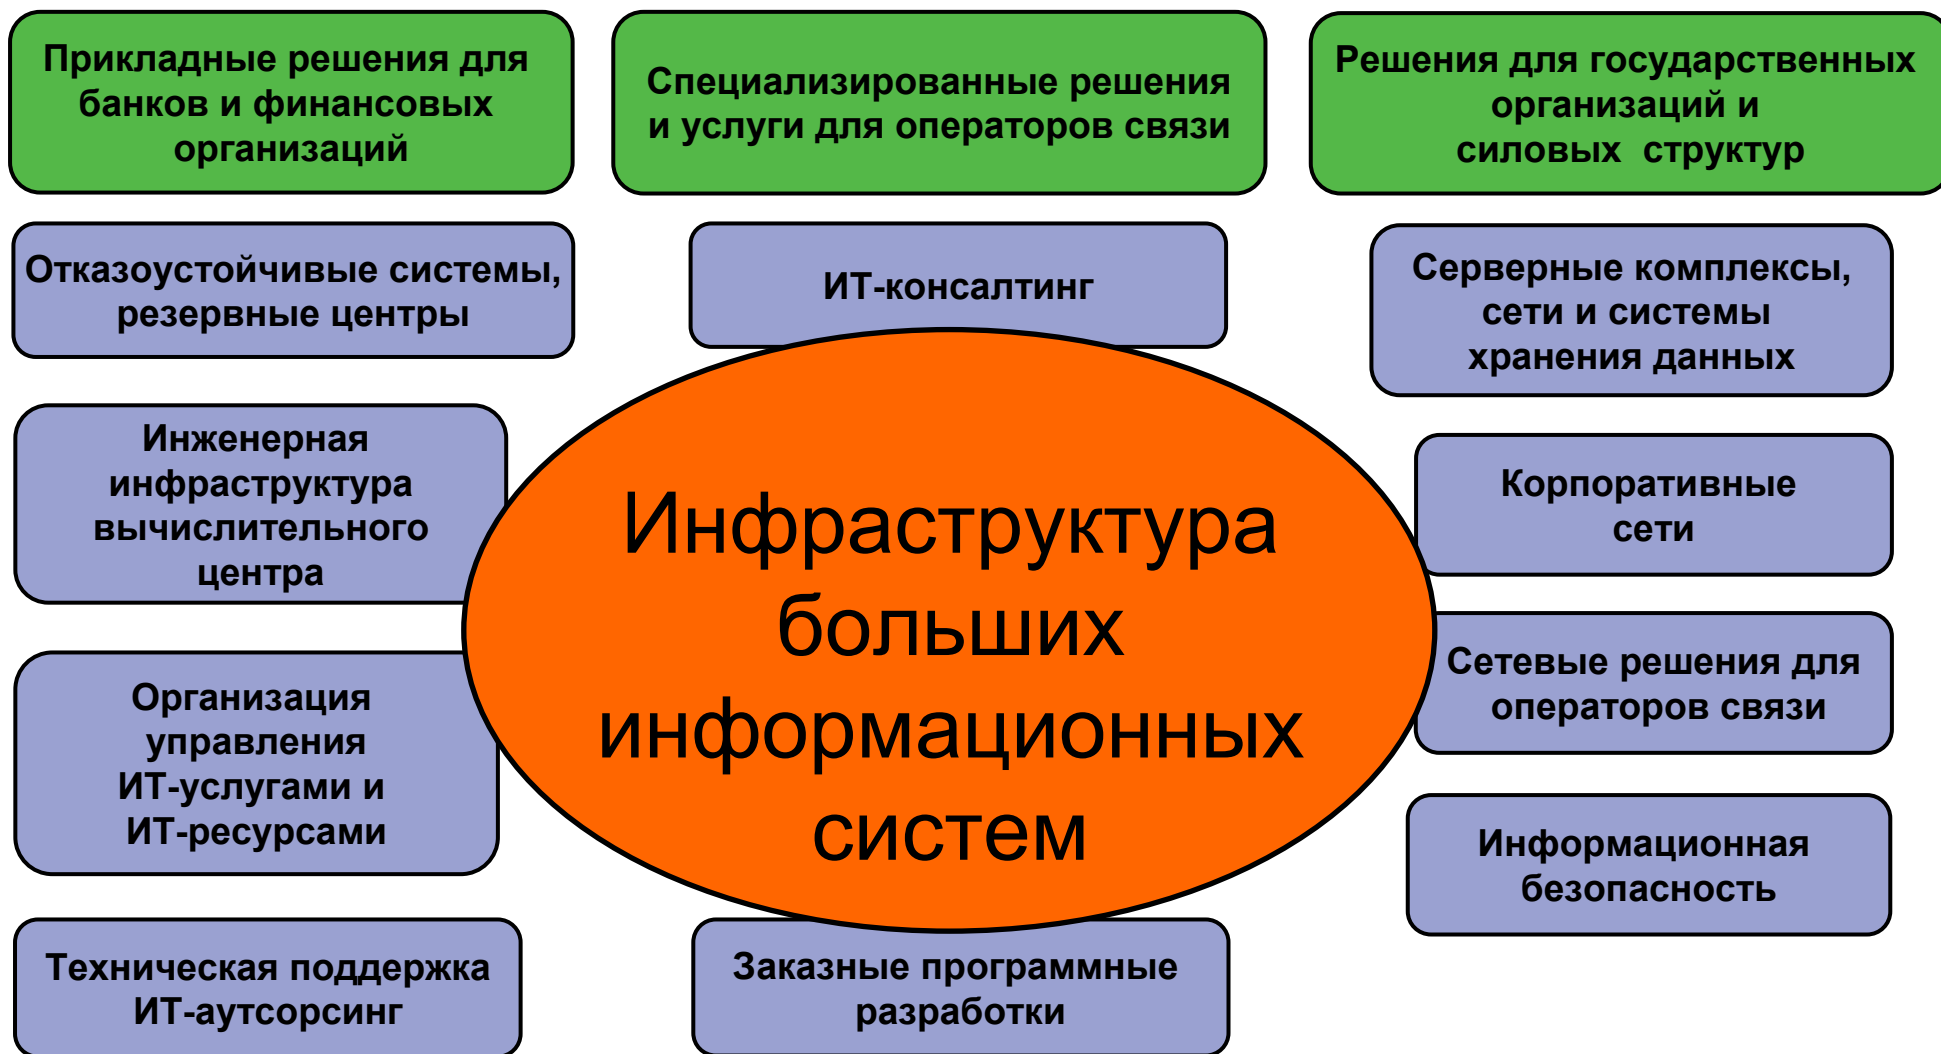 Прикладные решения для
банков и финансовых
организаций
Специализированные решения
и услуги для операторов связи
Решения для государственных
организаций и
силовых структур
Отказоустойчивые системы,
резервные центры
ИТ-консалтинг
Серверные комплексы,
сети и системы
хранения данных
Инженерная
инфраструктура
вычислительного
центра
Инфраструктура
больших
информационных
систем
Корпоративные
сети
Организация
управления
ИТ-услугами и
ИТ-ресурсами
Сетевые решения для
операторов связи
Информационная
безопасность
Техническая поддержка
ИТ-аутсорсинг
Заказные программные
разработки